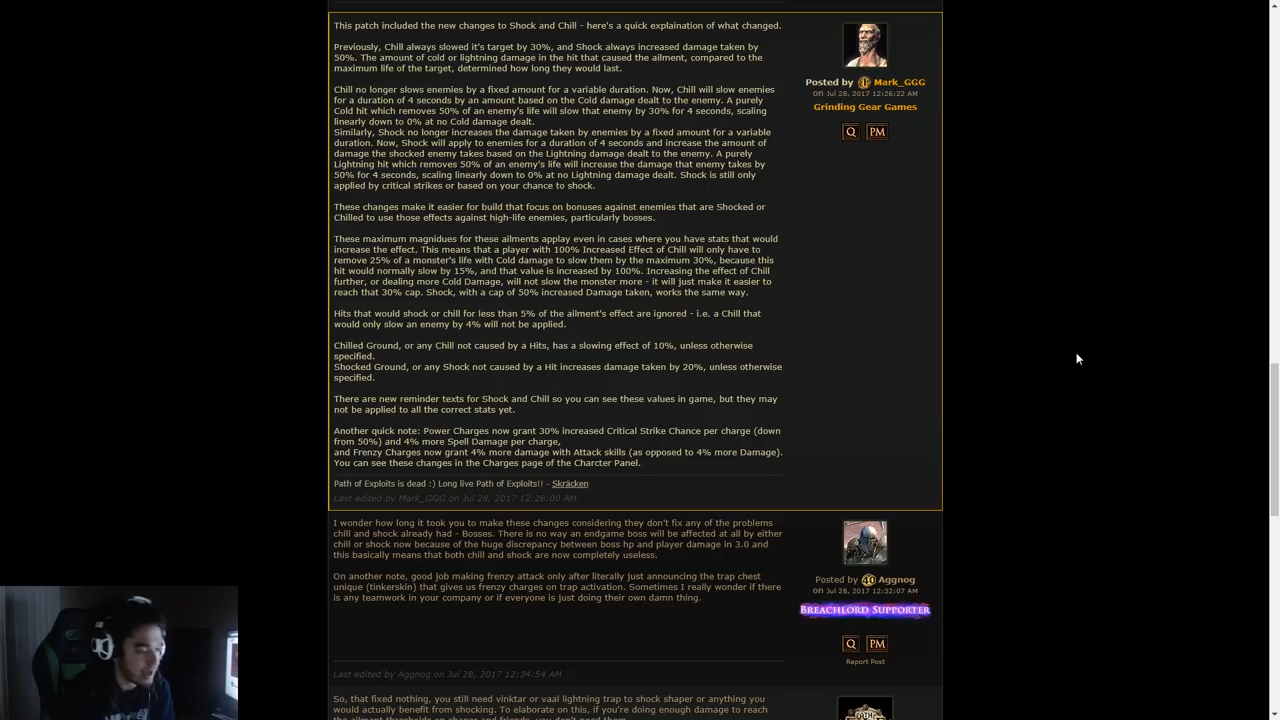 This patch included the new changes to Shock and Chill - here's a quick explaination of what changed.
Previously, Chill always slowed it's target by 30%, and Shock always increased damage taken by
50%. The amount of cold or lightning damage in the hit that caused the ailment, compared to the
maximum life of the target, determined how long they would last.
Chill no longer slows enemies by a fixed amount for a variable duration. Now, Chill will slow enemies
for a duration of 4 seconds by an amount based on the Cold damage dealt to the enemy. A purely
Cold hit which removes 50% of an enemy's life will slow that enemy by 30% for 4 seconds, scaling
linearly down to 0% at no Cold damage dealt.
Similarly, Shock no longer increases the damage taken by enemies by a fixed amount for a variable
duration. Now, Shock will apply to enemies for a duration of 4 seconds and increase the amount of
damage the shocked enemy takes based on the Lightning damage dealt to the enemy. A purely
Lightning hit which removes 50% of an enemy's life will increase the damage that enemy takes by
50% for 4 seconds, scaling linearly down to 0% at no Lightning damage dealt. Shock is still only
applied by critical strikes or based on your chance to shock.
These changes make it easier for build that focus on bonuses against enemies that are Shocked or
Chilled to use those effects against high-life enemies, particularly bosses.
These maximum magnidues for these ailments applay even in cases where you have stats that would
increase the effect. This means that a player with 100% Increased Effect of Chill will only have to
remove 25% of a monster's life with Cold damage to slow them by the maximum 30%, because this
hit would normally slow by 15%, and that value is increased by 100%. Increasing the effect of Chill
further, or dealing more Cold Damage, will not slow the monster more - it will just make it easier to
reach that 30% cap. Shock, with a cap of 50% increased Damage taken, works the same way.
Hits that would shock or chill for less than 5% of the ailment's effect are ignored - i.e. a Chill that
would only slow an enemy by 4% will not be applied.
Chilled Ground, or any Chill not caused by a Hits, has a slowing effect of 10%, unless otherwise
specified.
Shocked Ground, or any Shock not caused by a Hit increases damage taken by 20%, unless otherwise
specified.
There are new reminder texts for Shock and Chill so you can see these values in game, but they may
not be applied to all the correct stats yet.
Another quick note: Power Charges now grant 30% increased Critical Strike Chance per charge (down
from 50%) and 4% more Spell Damage per charge,
and Frenzy Charges now grant 4% more damage with Attack skills (as opposed to 4% more Damage).
You can see these changes in the Charges page of the Charcter Panel.
Path of Exploits is dead :) Long live Path of Exploits!! - Skräcken
Last edited by Mark_GGG on Jul 28, 2017 12:28:00 AM
Posted by Mark_GGG
on Jul 28, 2017 12:26:22 AM
Grinding Gear Games
Q PM
I wonder how long it took you to make these changes considering they don't fix any of the problems
chill and shock already had - Bosses. There is no way an endgame boss will be affected at all by either
chill or shock now because of the huge discrepancy between boss hp and player damage in 3.0 and
this basically means that both chill and shock are now completely useless.
On another note, good job making frenzy attack only after literally just announcing the trap chest
unique (tinkerskin) that gives us frenzy charges on trap activation. Sometimes I really wonder if there
is any teamwork in your company or if everyone is just doing their own damn thing.
Last edited by Aggnog on Jul 28, 2017 12:34:54 AM
Posted by 40 Aggnog
on Jul 28, 2017 12:32:07 AM
BREACHLORD SUPPORTER
Q PM
Report Post
So, that fixed nothing, you still need vinktar or vaal lightning trap to shock shaper or anything you
would actually benefit from shocking. To elaborate on this, if you're doing enough damage to reach
the ailment thresholds on shaper and friends, you don't need them